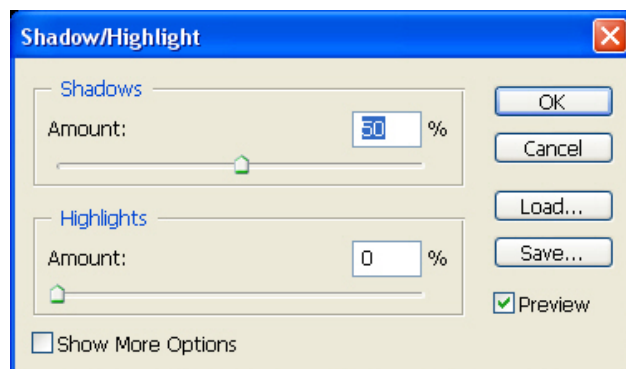 Shadow/Highlight
Shadows
Amount: 50 %
Highlights
Amount: 0 %
Show More Options
OK
Cancel
Load...
Save...
Preview